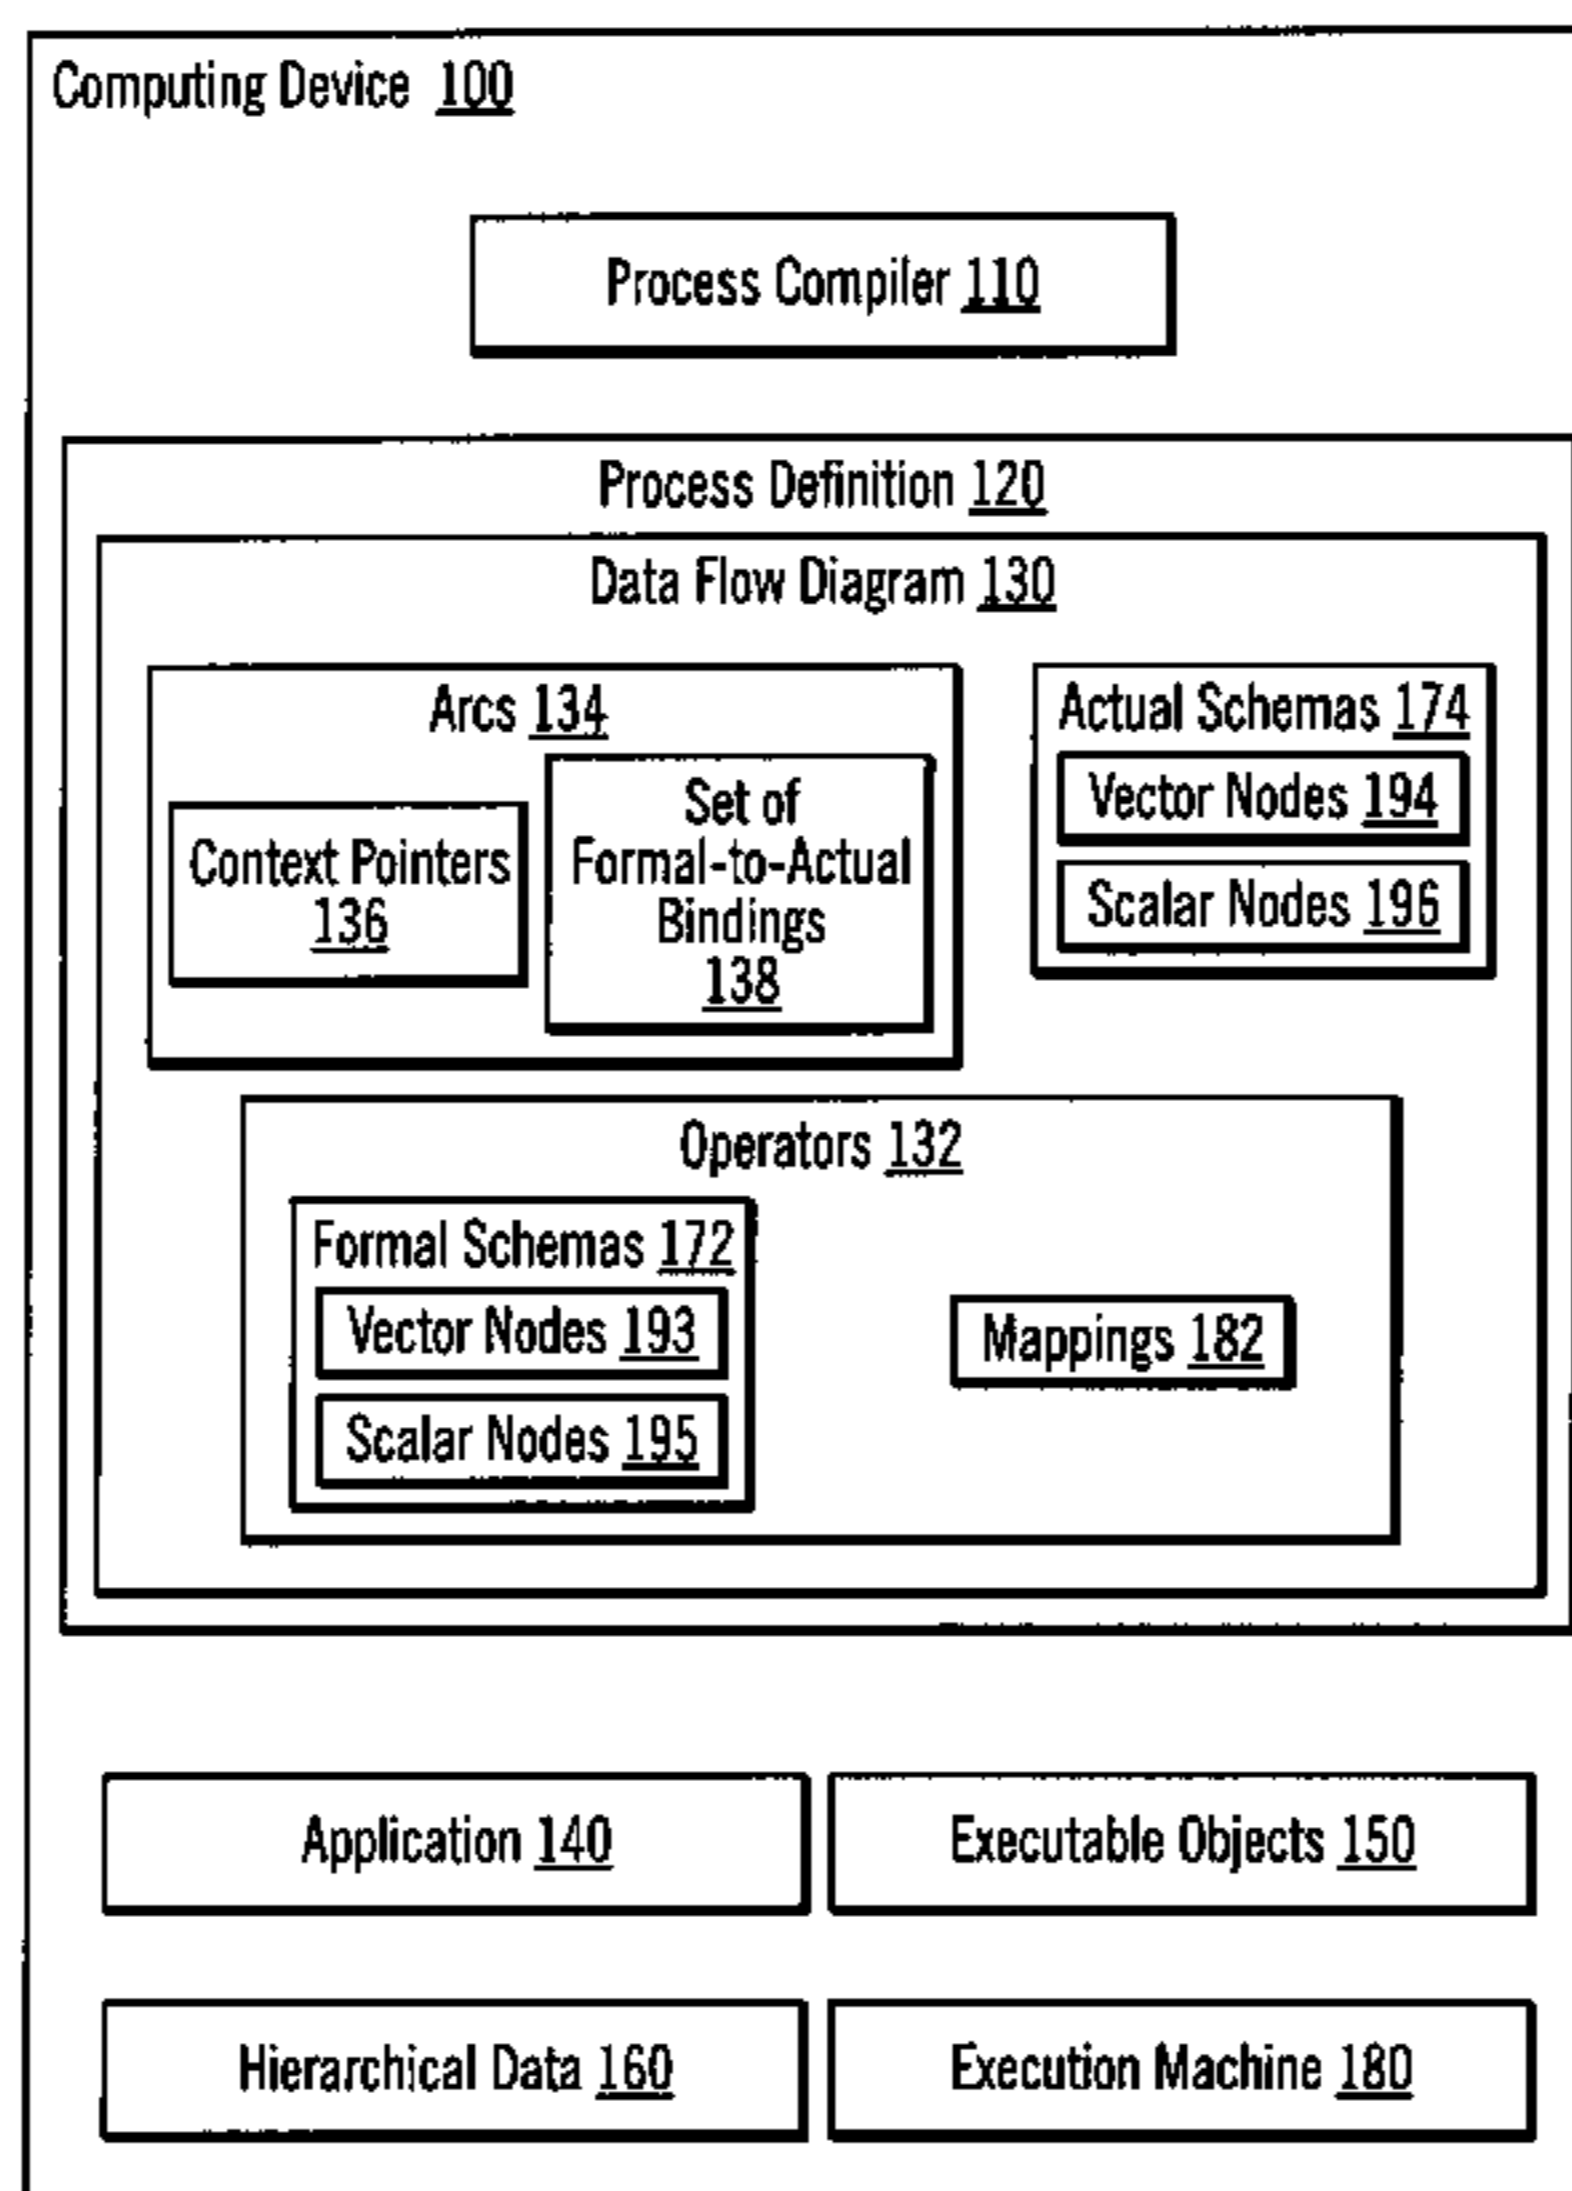 Computing Device 100
Process Compiler 110
Process Definition 120
Data Flow Diagram 130
Arcs 134
Context Pointers
136
Set of
Formal-to-Actual
Bindings
138
Actual Schemas 174
Vector Nodes 194
Scalar Nodes 196
Operators 132
Formal Schemas 172
Vector Nodes 193
Scalar Nodes 195
Mappings 182
Application 140
Executable Objects 150
Hierarchical Data 160
Execution Machine 180